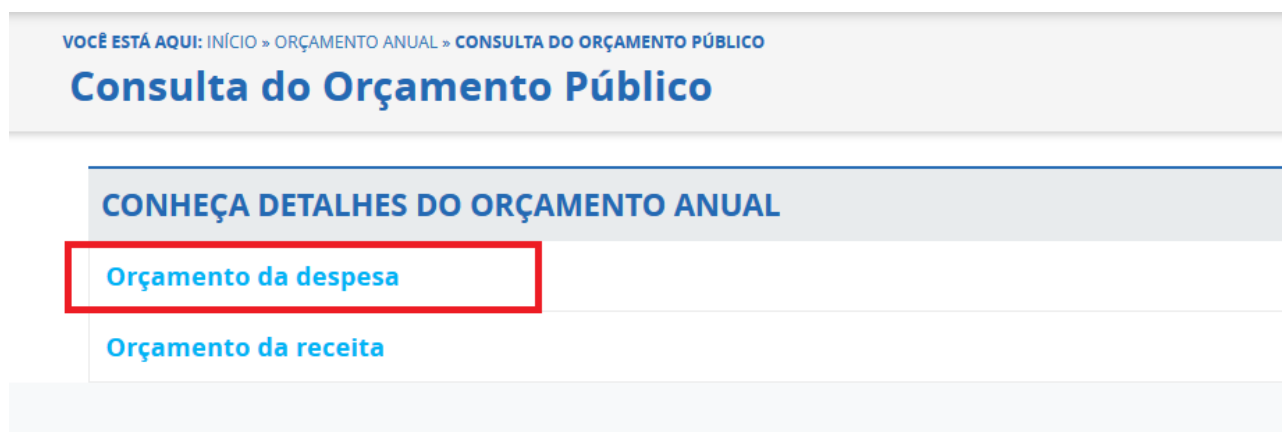 VOCÊ ESTÁ AQUI: INÍCIO » ORÇAMENTO ANUAL » CONSULTA DO ORÇAMENTO PÚBLICO
Consulta do Orçamento Público
CONHEÇA DETALHES DO ORÇAMENTO ANUAL
Orçamento da despesa
Orçamento da receita